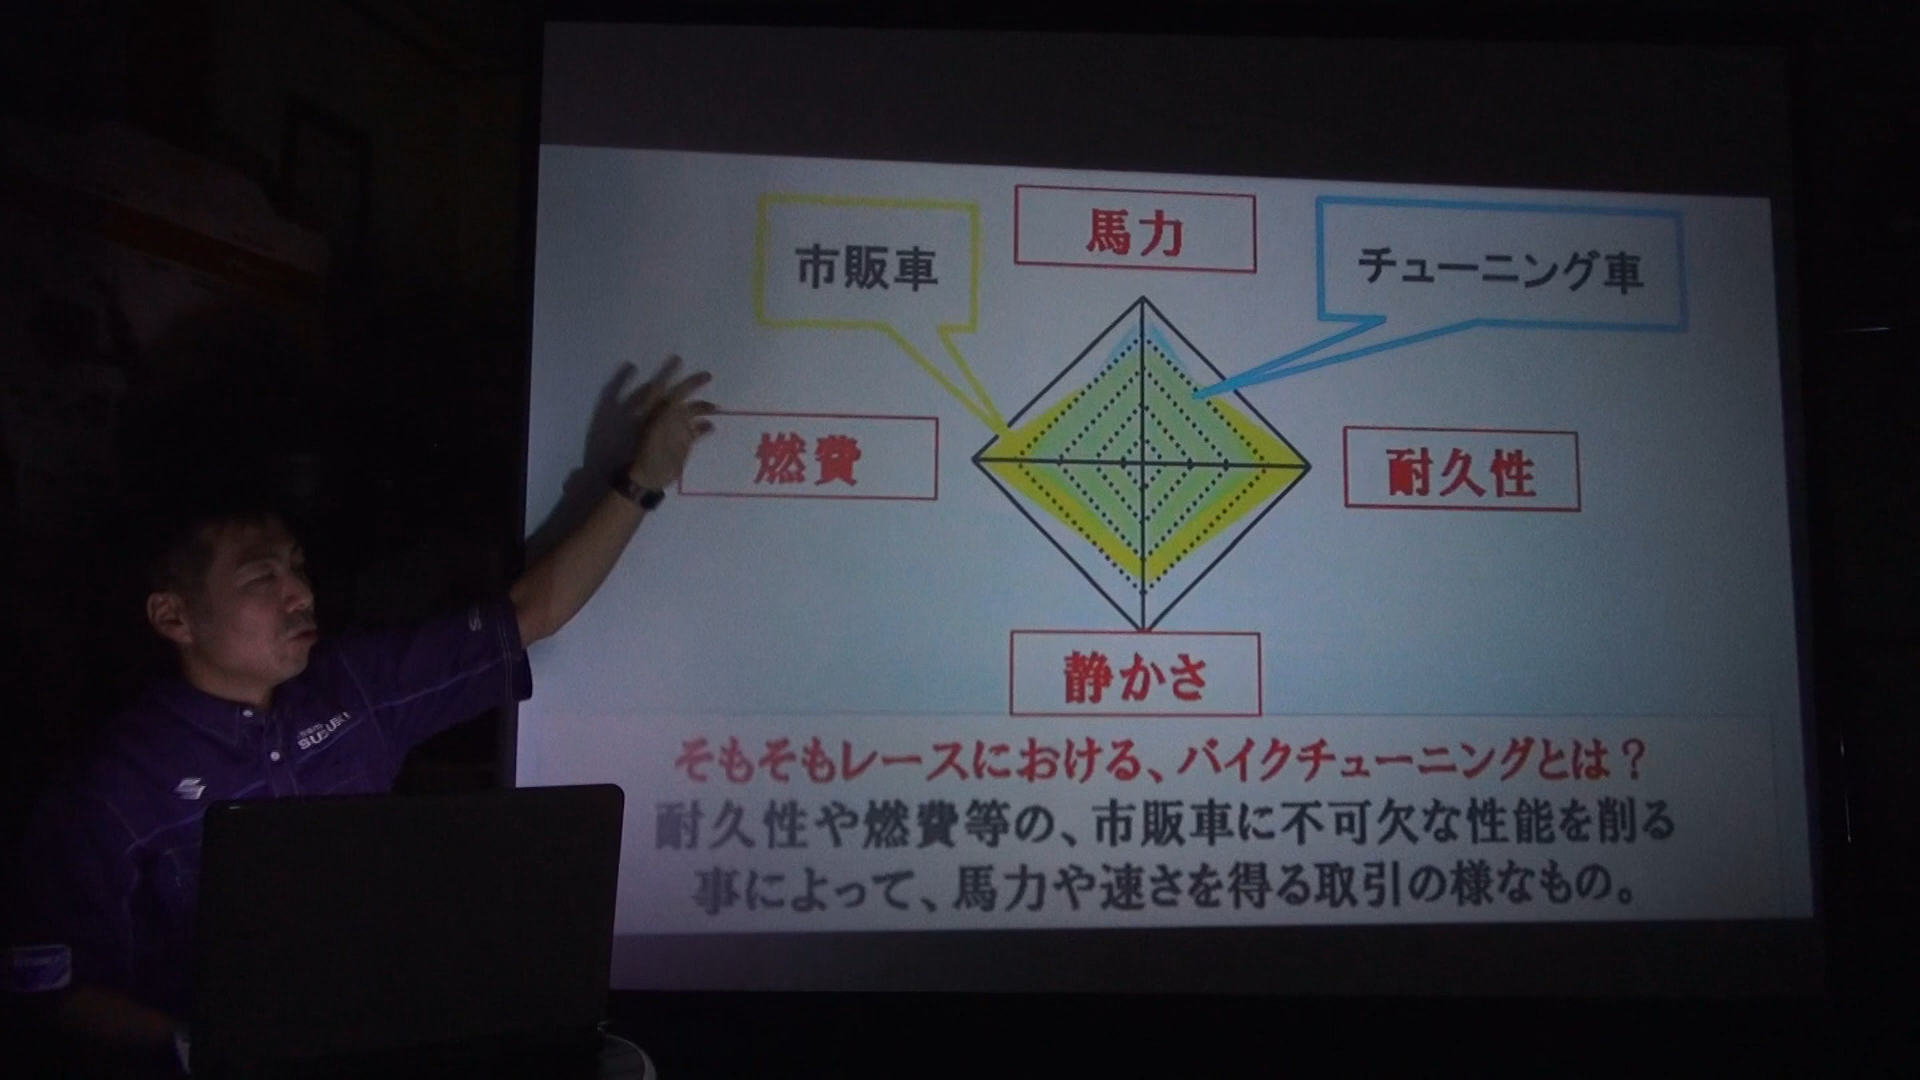 馬力
市販車
チューニング車
燃費
耐久性
静かさ
そもそもレースにおける、バイクチューニングとは？
耐久性や燃費等の、市販車に不可欠な性能を削る
事によって、馬力や速さを得る取引の様なもの。
SUZUKI